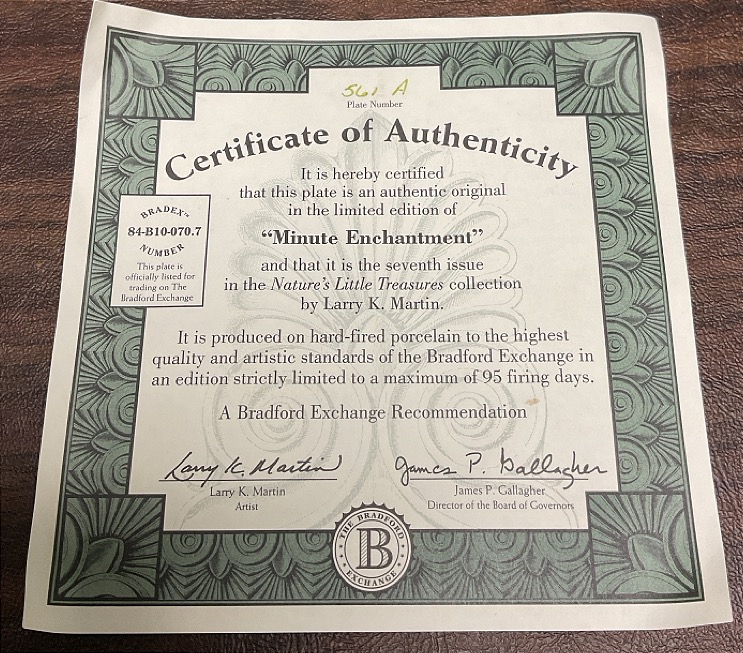 561 A
Plate Number
Certificate of Authenticity
It is hereby certified
that this plate is an authentic original
in the limited edition of
“Minute Enchantment”
and that it is the seventh issue
in the Nature's Little Treasures collection
by Larry K. Martin.
BRADEX™
84-B10-070.7
NUMBER
This plate is
officially listed for
trading on The
Bradford Exchange
It is produced on hard-fired porcelain to the highest
quality and artistic standards of the Bradford Exchange in
an edition strictly limited to a maximum of 95 firing days.
A Bradford Exchange Recommendation
Larry K. Martin
Larry K. Martin
Artist
James P. Gallagher
James P. Gallagher
Director of the Board of Governors
THE BRADFORD
B
EXCHANGE